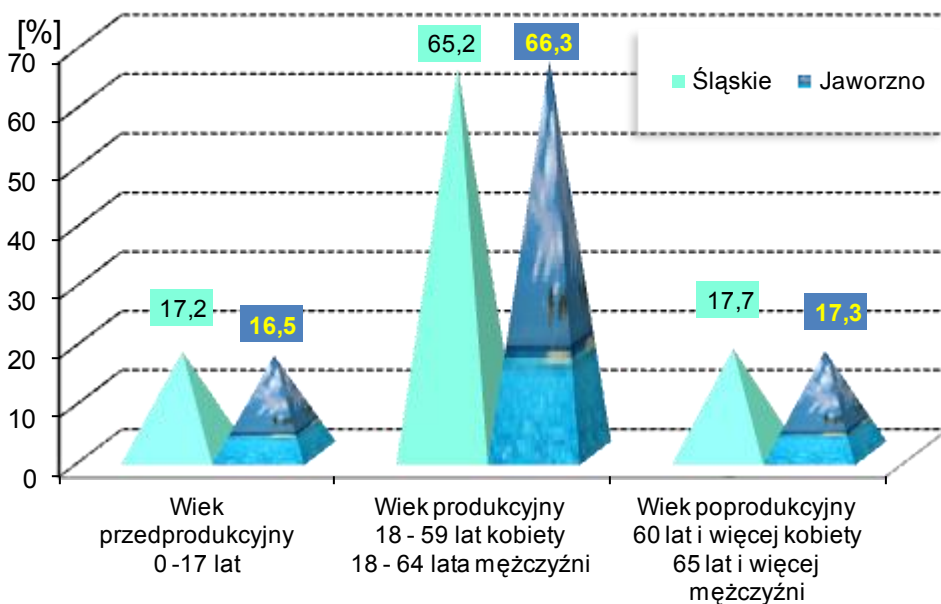 [%]
70
60
50
40
30
20
10
0
17,2
16,5
65,2
66,3
17,7
17,3
Śląskie
Jaworzno
Wiek
przedprodukcyjny
0 -17 lat
Wiek produkcyjny
18 - 59 lat kobiety
18 - 64 lata mężczyźni
Wiek poprodukcyjny
60 lat i więcej kobiety
65 lat i więcej
mężczyźni